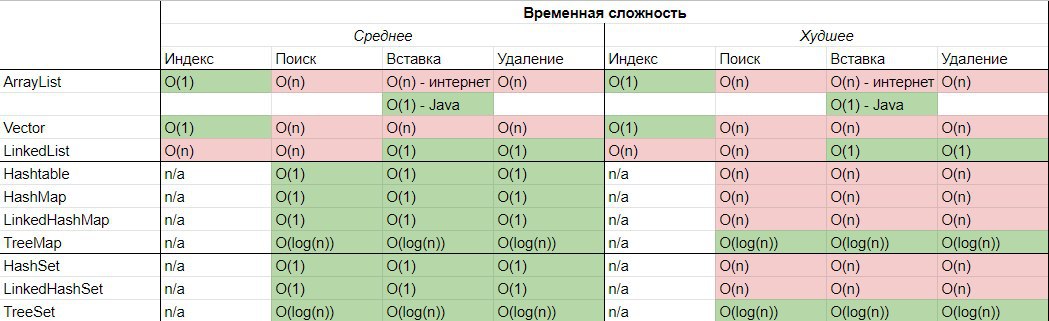 Временная сложность
Среднее Худшее
Индекс Поиск Вставка Удаление Индекс Поиск Вставка Удаление
ArrayList O(1) O(n) O(n) - интернет O(n) O(1) O(n) O(n) - интернет O(n)
O(1) - Java O(1) - Java
Vector O(1) O(n) O(n) O(n) O(1) O(n) O(n) O(n)
LinkedList O(n) O(n) O(1) O(1) O(n) O(n) O(1) O(1)
Hashtable n/a O(1) O(1) O(1) n/a O(n) O(n) O(n)
HashMap n/a O(1) O(1) O(1) n/a O(n) O(n) O(n)
LinkedHashMap n/a O(1) O(1) O(1) n/a O(n) O(n) O(n)
TreeMap n/a O(log(n)) O(log(n)) O(log(n)) n/a O(log(n)) O(log(n)) O(log(n))
HashSet n/a O(1) O(1) O(1) n/a O(n) O(n) O(n)
LinkedHashSet n/a O(1) O(1) O(1) n/a O(n) O(n) O(n)
TreeSet n/a O(log(n)) O(log(n)) O(log(n)) n/a O(log(n)) O(log(n)) O(log(n))